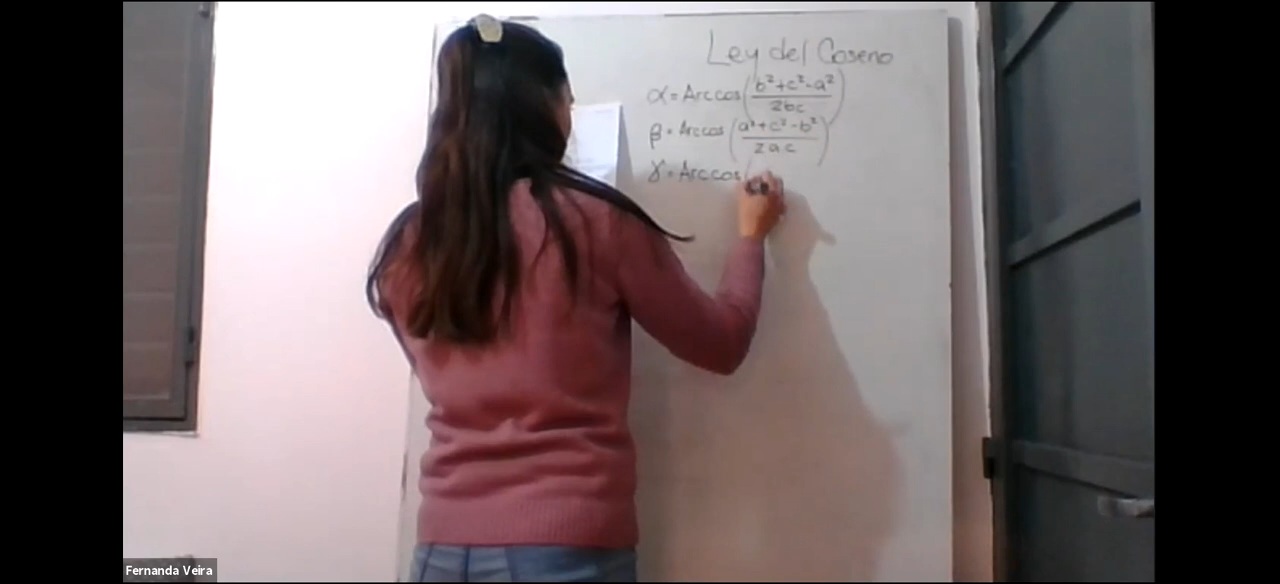 Ley del Coseno
α = Arccos (b²+c²-a² / 2bc)
β = Arccos (a²+c²-b² / 2ac)
γ = Arccos (
Fernanda Veira